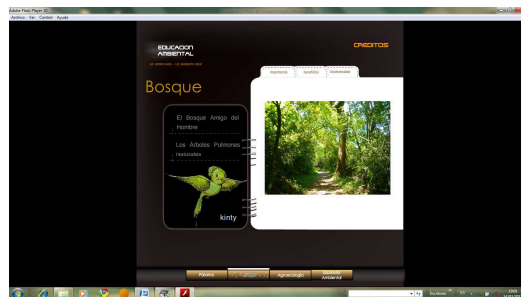 Adobe Flash Player 10
Archivo Ver Control Ayuda
EDUCACION
AMBIENTAL
CREDITOS
Importancia
beneficios
Bosque
El Bosque Amigo del
Hombre
Los Árboles Pulmones
Naturales
kinty
Páramo
Agroecología
Ambiental
Escritorio